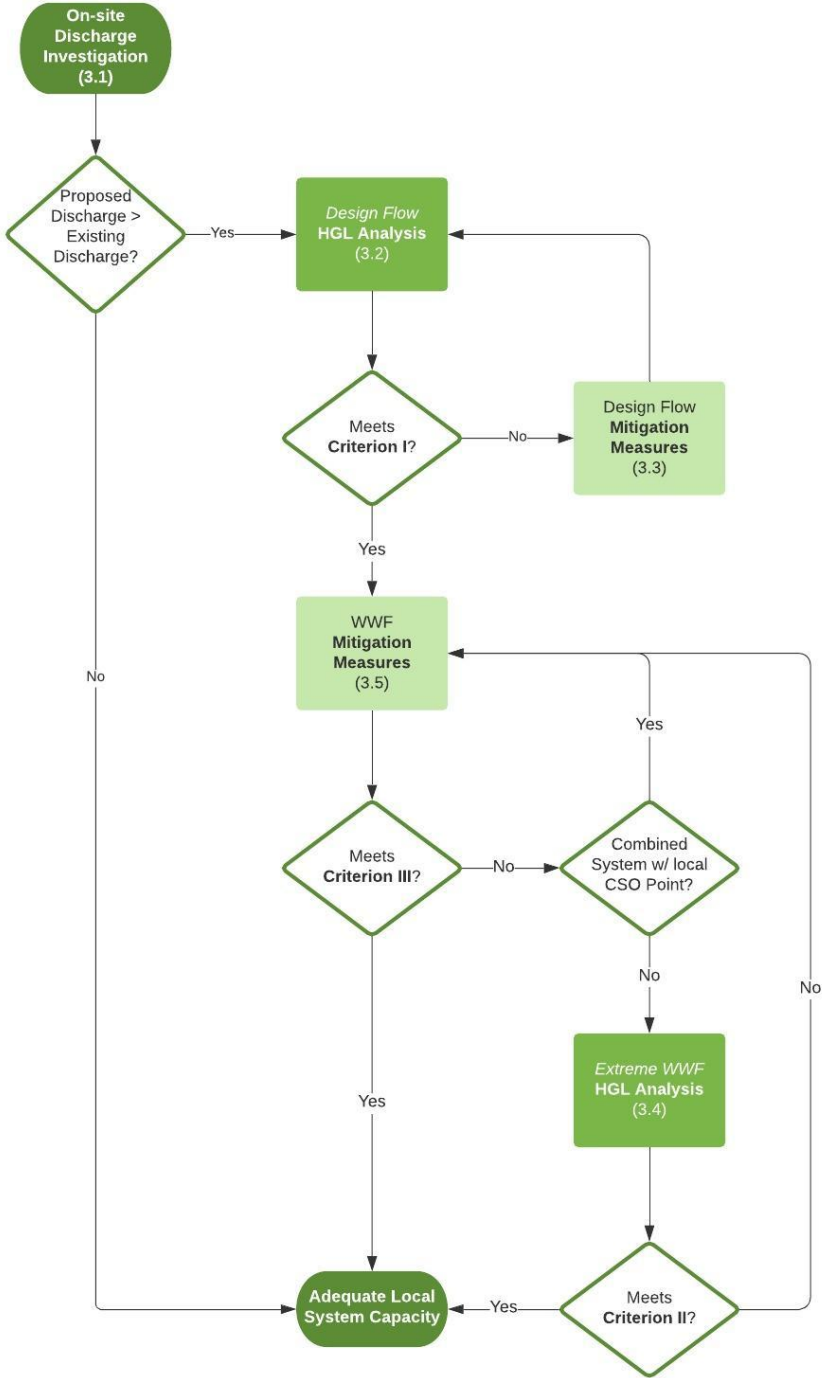 On-site
Discharge
Investigation
(3.1)
Proposed
Discharge >
Existing
Discharge?
Yes
Design Flow
HGL Analysis
(3.2)
Meets
Criterion I?
No
Design Flow
Mitigation
Measures
(3.3)
Yes
WWF
Mitigation
Measures
(3.5)
No
Yes
Meets
Criterion III?
No
Combined
System w/ local
CSO Point?
No
No
Extreme WWF
HGL Analysis
(3.4)
Yes
Adequate Local
System Capacity
Yes
Meets
Criterion II?